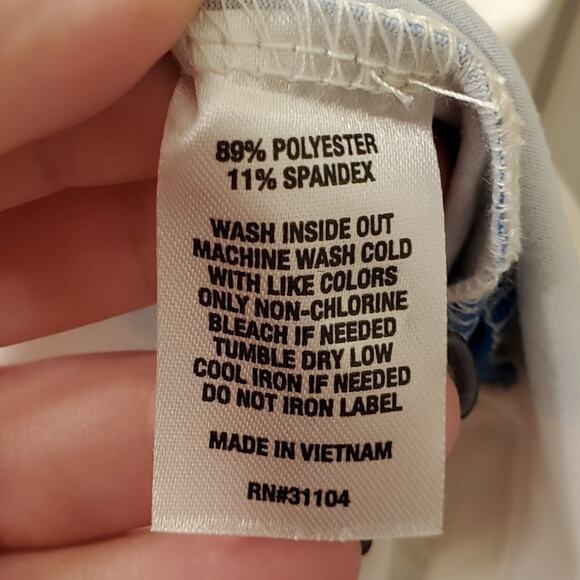 89% POLYESTER
11% SPANDEX
WASH INSIDE OUT
MACHINE WASH COLD
WITH LIKE COLORS
ONLY NON-CHLORINE
BLEACH IF NEEDED
TUMBLE DRY LOW
COOL IRON IF NEEDED
DO NOT IRON LABEL
MADE IN VIETNAM
RN#31104